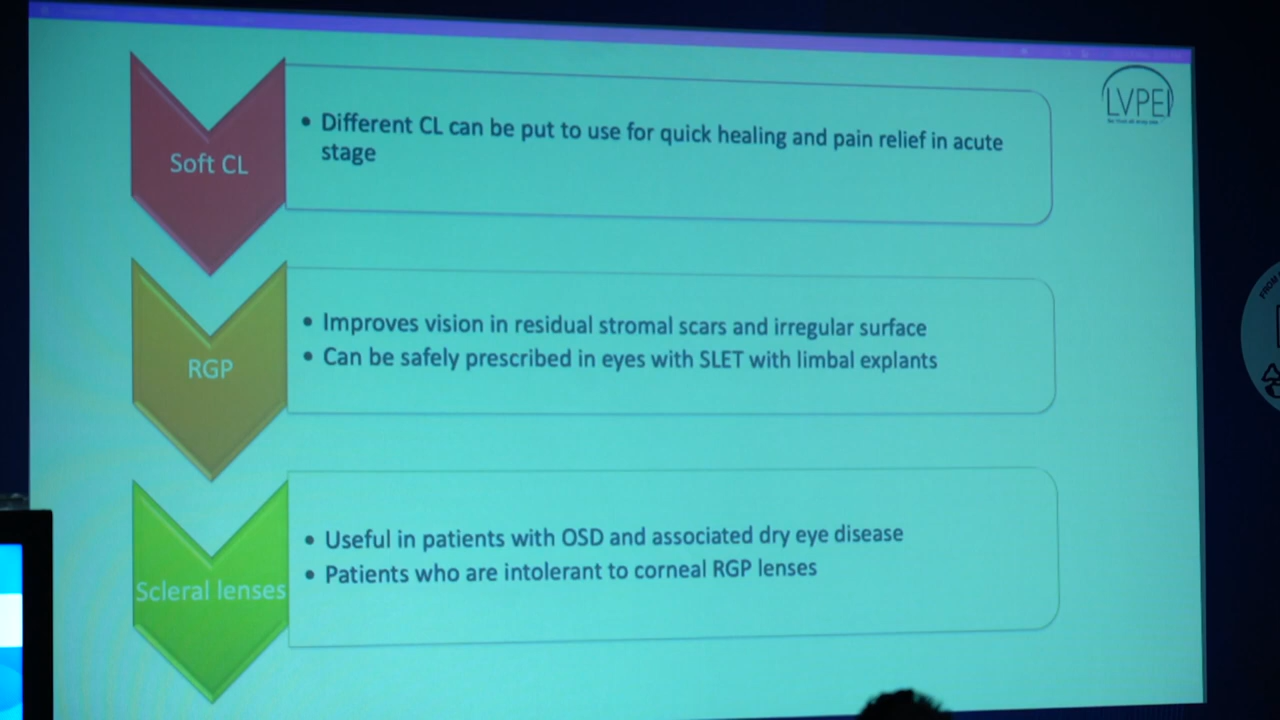 Soft CL
• Different CL can be put to use for quick healing and pain relief in acute
stage
LVPEI
RGP
• Improves vision in residual stromal scars and irregular surface
• Can be safely prescribed in eyes with SLET with limbal explants
Scleral lenses
• Useful in patients with OSD and associated dry eye disease
• Patients who are intolerant to corneal RGP lenses
FROM